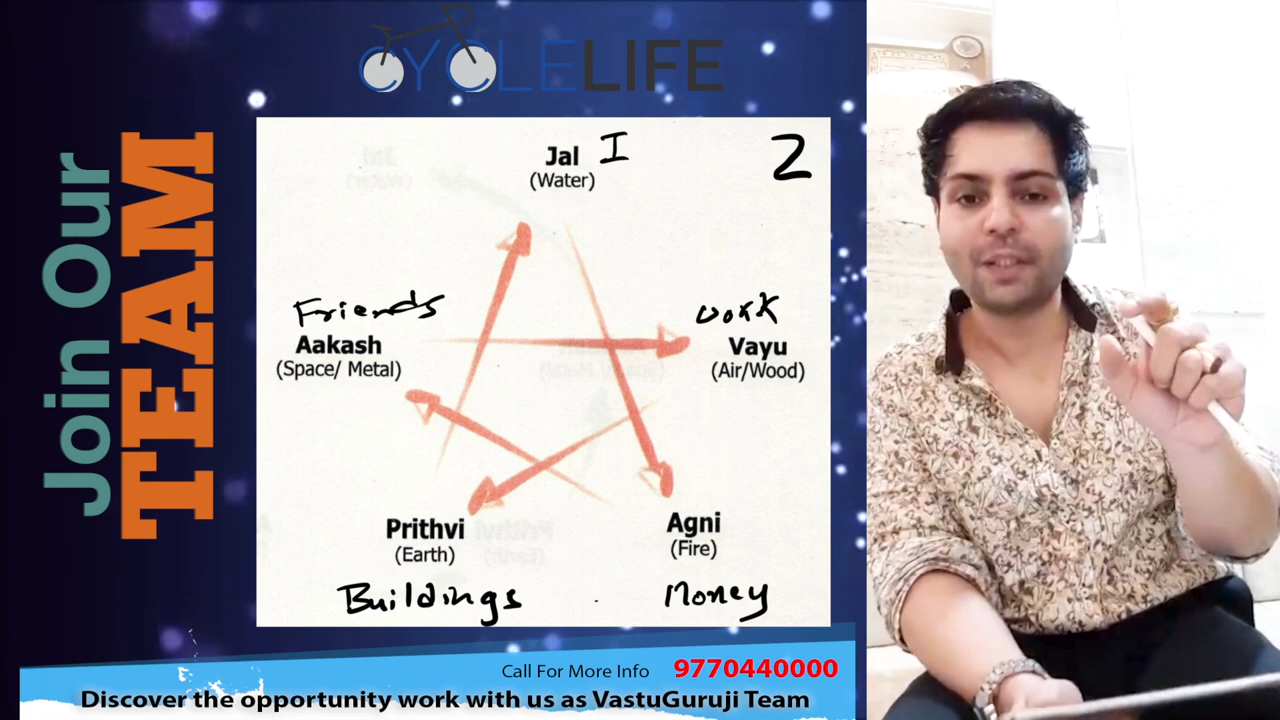 CYCLELIFE
Join Our
TEAM
Jal I
(Water)
2
Friends
Aakash
(Space/ Metal)
work
Vayu
(Air/Wood)
Prithvi
(Earth)
Buildings
Agni
(Fire)
Money
Call For More Info 9770440000
Discover the opportunity work with us as VastuGuruji Team